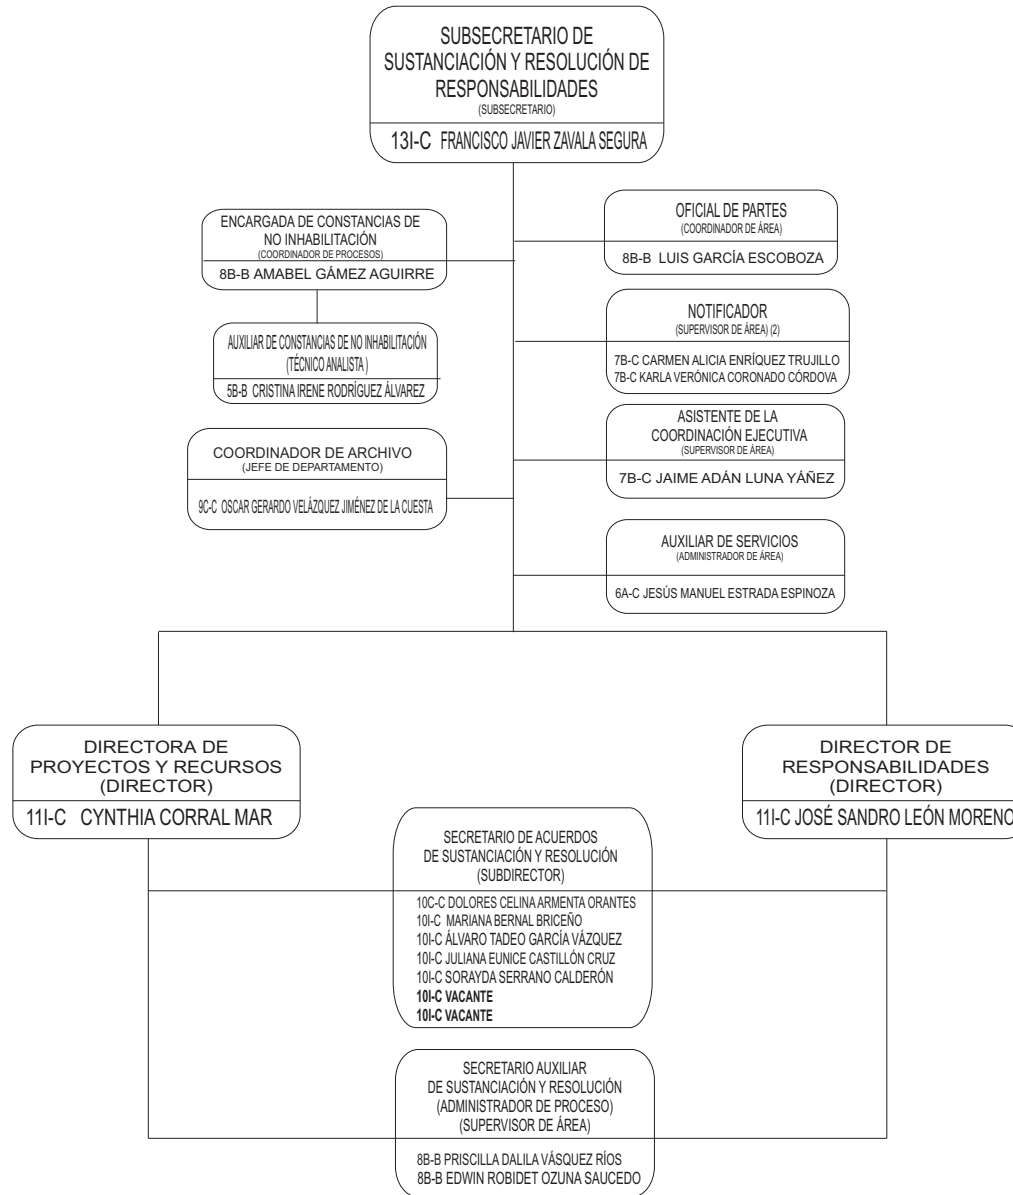 SUBSECRETARIO DE
SUSTANCIACIÓN Y RESOLUCIÓN DE
RESPONSABILIDADES
(SUBSECRETARIO)
13I-C FRANCISCO JAVIER ZAVALA SEGURA
ENCARGADA DE CONSTANCIAS DE
NO INHABILITACIÓN
(COORDINADOR DE PROCESOS)
8B-B AMABEL GÁMEZ AGUIRRE
AUXILIAR DE CONSTANCIAS DE NO INHABILITACIÓN
(TÉCNICO ANALISTA )
5B-B CRISTINA IRENE RODRÍGUEZ ÁLVAREZ
COORDINADOR DE ARCHIVO
(JEFE DE DEPARTAMENTO)
9C-C OSCAR GERARDO VELÁZQUEZ JIMÉNEZ DE LA CUESTA
OFICIAL DE PARTES
(COORDINADOR DE ÁREA)
8B-B LUIS GARCÍA ESCOBOZA
NOTIFICADOR
(SUPERVISOR DE ÁREA) (2)
7B-C CARMEN ALICIA ENRÍQUEZ TRUJILLO
7B-C KARLA VERÓNICA CORONADO CÓRDOVA
ASISTENTE DE LA
COORDINACIÓN EJECUTIVA
(SUPERVISOR DE ÁREA)
7B-C JAIME ADÁN LUNA YÁÑEZ
AUXILIAR DE SERVICIOS
(ADMINISTRADOR DE ÁREA)
6A-C JESÚS MANUEL ESTRADA ESPINOZA
DIRECTORA DE
PROYECTOS Y RECURSOS
(DIRECTOR)
11I-C CYNTHIA CORRAL MAR
DIRECTOR DE
RESPONSABILIDADES
(DIRECTOR)
11I-C JOSÉ SANDRO LEÓN MORENO
SECRETARIO DE ACUERDOS
DE SUSTANCIACIÓN Y RESOLUCIÓN
(SUBDIRECTOR)
10C-C DOLORES CELINA ARMENTA ORANTES
10I-C MARIANA BERNAL BRICEÑO
10I-C ÁLVARO TADEO GARCÍA VÁZQUEZ
10I-C JULIANA EUNICE CASTILLÓN CRUZ
10I-C SORAYDA SERRANO CALDERÓN
10I-C VACANTE
10I-C VACANTE
SECRETARIO AUXILIAR
DE SUSTANCIACIÓN Y RESOLUCIÓN
(ADMINISTRADOR DE PROCESO)
(SUPERVISOR DE ÁREA)
8B-B PRISCILLA DALILA VÁSQUEZ RÍOS
8B-B EDWIN ROBIDET OZUNA SAUCEDO